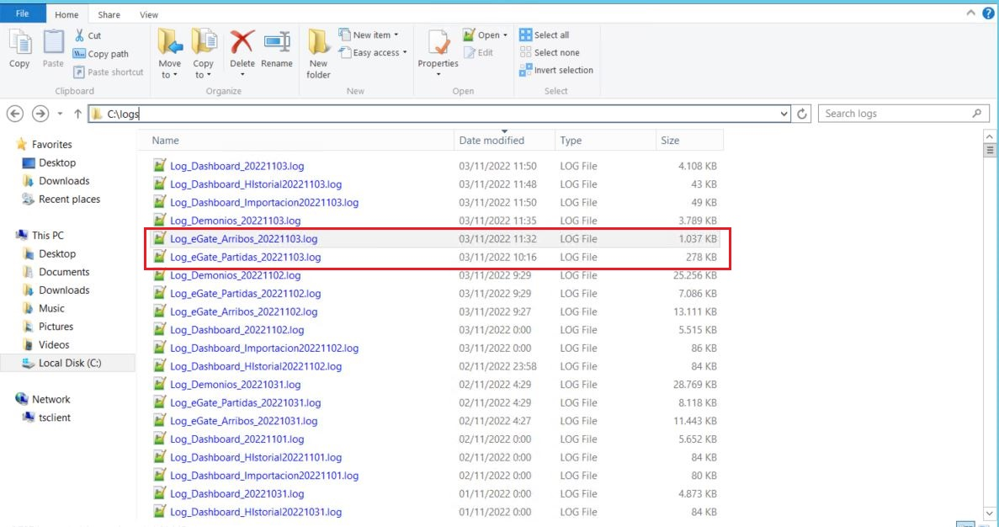 File Home Share View
Copy Paste Cut Copy path Paste shortcut Move to Copy to Delete Rename New folder New item Easy access Properties Open Edit Select all Select none Invert selection
Clipboard Organize New Open Select
C:\logs Search logs
Name Date modified Type Size
Favorites
Desktop
Downloads
Recent places
This PC
Desktop
Documents
Downloads
Music
Pictures
Videos
Local Disk (C:)
Network
tsclient
Log_Dashboard_20221103.log 03/11/2022 11:50 LOG File 4.108 KB
Log_Dashboard_HIstorial20221103.log 03/11/2022 11:48 LOG File 43 KB
Log_Dashboard_Importacion20221103.log 03/11/2022 11:50 LOG File 49 KB
Log_Demonios_20221103.log 03/11/2022 11:35 LOG File 3.789 KB
Log_eGate_Arribos_20221103.log 03/11/2022 11:32 LOG File 1.037 KB
Log_eGate_Partidas_20221103.log 03/11/2022 10:16 LOG File 278 KB
Log_Demonios_20221102.log 03/11/2022 9:29 LOG File 25.256 KB
Log_eGate_Partidas_20221102.log 03/11/2022 9:29 LOG File 7.086 KB
Log_eGate_Arribos_20221102.log 03/11/2022 9:27 LOG File 13.111 KB
Log_Dashboard_20221102.log 03/11/2022 0:00 LOG File 5.515 KB
Log_Dashboard_Importacion20221102.log 03/11/2022 0:00 LOG File 86 KB
Log_Dashboard_HIstorial20221102.log 02/11/2022 23:58 LOG File 84 KB
Log_Demonios_20221031.log 02/11/2022 4:29 LOG File 28.769 KB
Log_eGate_Partidas_20221031.log 02/11/2022 4:29 LOG File 8.118 KB
Log_eGate_Arribos_20221031.log 02/11/2022 4:27 LOG File 11.443 KB
Log_Dashboard_20221101.log 02/11/2022 0:00 LOG File 5.652 KB
Log_Dashboard_HIstorial20221101.log 02/11/2022 0:00 LOG File 84 KB
Log_Dashboard_Importacion20221101.log 02/11/2022 0:00 LOG File 80 KB
Log_Dashboard_20221031.log 01/11/2022 0:00 LOG File 4.873 KB
Log_Dashboard_HIstorial20221031.log 01/11/2022 0:00 LOG File 84 KB